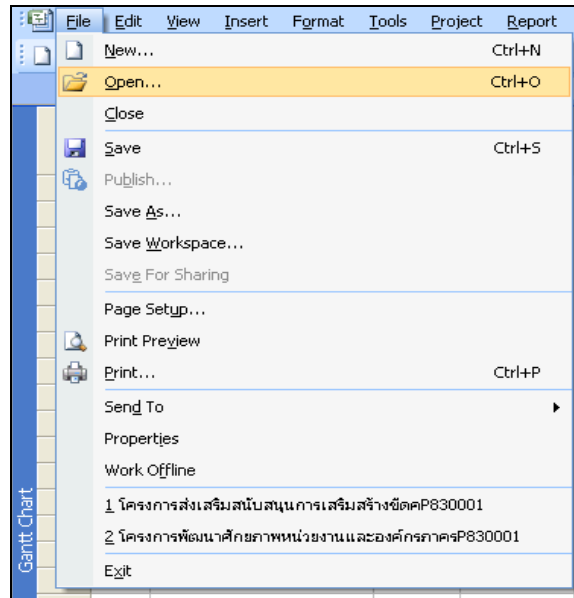 File Edit View Insert Format Tools Project Report
New... Ctrl+N
Open... Ctrl+O
Close
Save Ctrl+S
Publish...
Save As...
Save Workspace...
Save For Sharing
Page Setup...
Print Preview
Print... Ctrl+P
Send To
Properties
Work Offline
1 โครงการส่งเสริมสนับสนุนการเสริมสร้างขีดคP830001
2 โครงการพัฒนาศักยภาพหน่วยงานและองค์กรภาครP830001
Exit
Gantt Chart